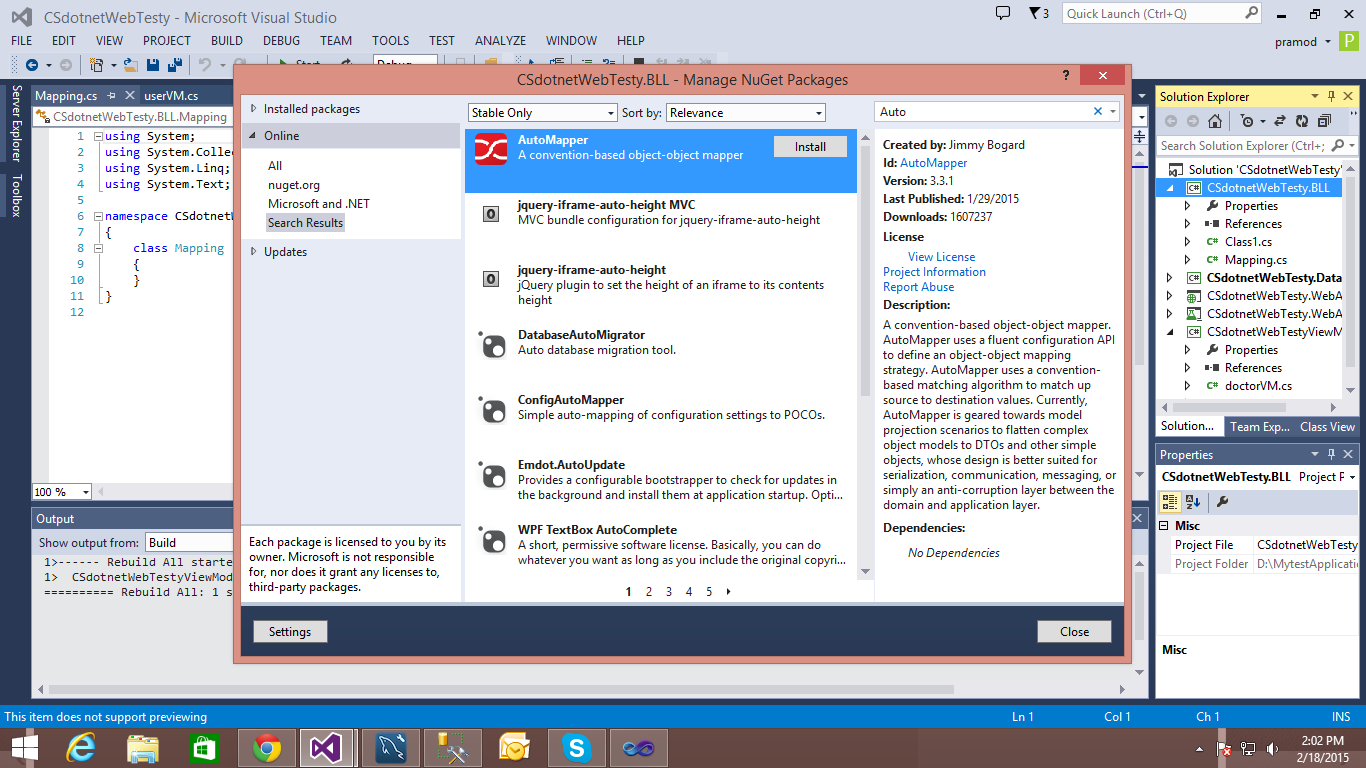 CSdotnetWebTesty - Microsoft Visual Studio
3
Quick Launch (Ctrl+Q)
FILE EDIT VIEW PROJECT BUILD DEBUG TEAM TOOLS TEST ANALYZE WINDOW HELP
pramod
P
CSdotnetWebTesty.BLL - Manage NuGet Packages
?
Server Explorer
Toolbox
Mapping.cs
userVM.cs
CSdotnetWebTesty.BLL.Mapping
1 using System;
2 using System.Collec
3 using System.Linq;
4 using System.Text;
5
6 namespace CSdotnetW
7 {
8 class Mapping
9 {
10 }
11 }
12
100 %
Output
Show output from: Build
1>------ Rebuild All starte
1> CSdotnetWebTestyViewMod
========== Rebuild All: 1 s
Installed packages
Online
All
nuget.org
Microsoft and .NET
Search Results
Updates
Each package is licensed to you by its
owner. Microsoft is not responsible
for, nor does it grant any licenses to,
third-party packages.
Settings
Stable Only Sort by: Relevance
AutoMapper
A convention-based object-object mapper
Install
jquery-iframe-auto-height MVC
MVC bundle configuration for jquery-iframe-auto-height
jquery-iframe-auto-height
jQuery plugin to set the height of an iframe to its contents
height
DatabaseAutoMigrator
Auto database migration tool.
ConfigAutoMapper
Simple auto-mapping of configuration settings to POCOs.
Emdot.AutoUpdate
Provides a configurable bootstrapper to check for updates in
the background and install them at application startup. Opti...
WPF TextBox AutoComplete
A short, permissive software license. Basically, you can do
whatever you want as long as you include the original copyri...
1 2 3 4 5
Auto
Created by: Jimmy Bogard
Id: AutoMapper
Version: 3.3.1
Last Published: 1/29/2015
Downloads: 1607237
License
View License
Project Information
Report Abuse
Description:
A convention-based object-object mapper.
AutoMapper uses a fluent configuration API
to define an object-object mapping
strategy. AutoMapper uses a convention-
based matching algorithm to match up
source to destination values. Currently,
AutoMapper is geared towards model
projection scenarios to flatten complex
object models to DTOs and other simple
objects, whose design is better suited for
serialization, communication, messaging, or
simply an anti-corruption layer between the
domain and application layer.
Dependencies:
No Dependencies
Close
Solution Explorer
Search Solution Explorer (Ctrl+;
Solution 'CSdotnetWebTesty'
CSdotnetWebTesty.BLL
Properties
References
Class1.cs
Mapping.cs
CSdotnetWebTesty.Data
CSdotnetWebTesty.WebA
CSdotnetWebTesty.WebA
CSdotnetWebTestyViewM
Properties
References
doctorVM.cs
Solution... Team Exp... Class View
Properties
CSdotnetWebTesty.BLL Project P
Misc
Project File CSdotnetWebTesty
Project Folder D:\MytestApplicatio
Misc
This item does not support previewing
Ln 1 Col 1 Ch 1 INS
2:02 PM
2/18/2015